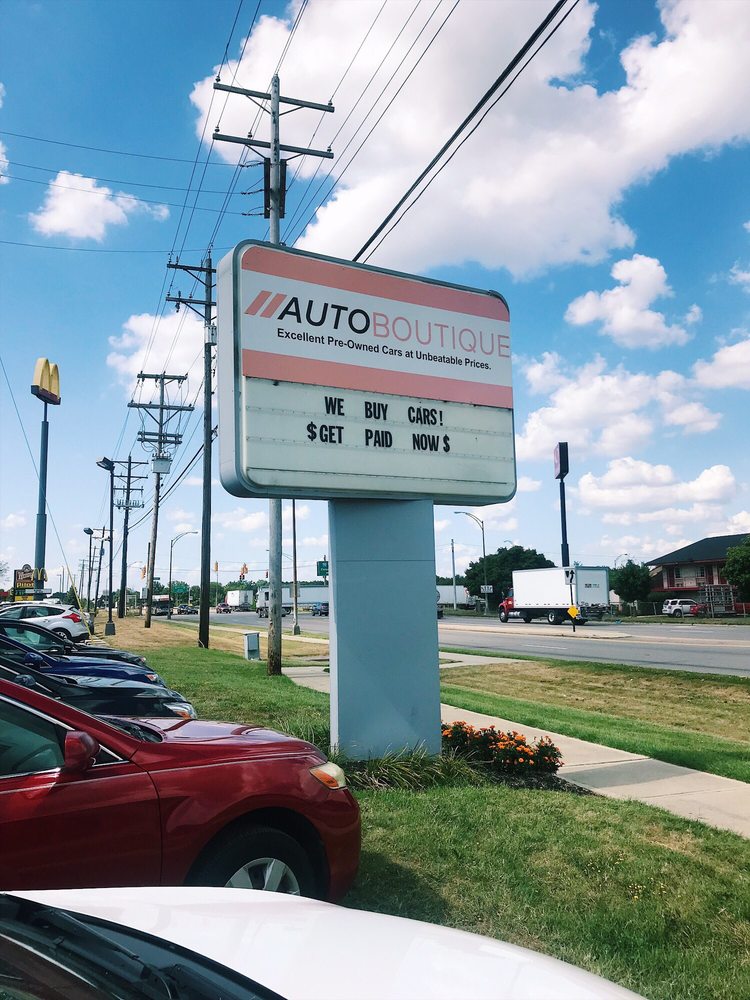 //AUTOBOUTIQUE
Excellent Pre-Owned Cars at Unbeatable Prices.
WE BUY CARS!
$GET PAID NOW$